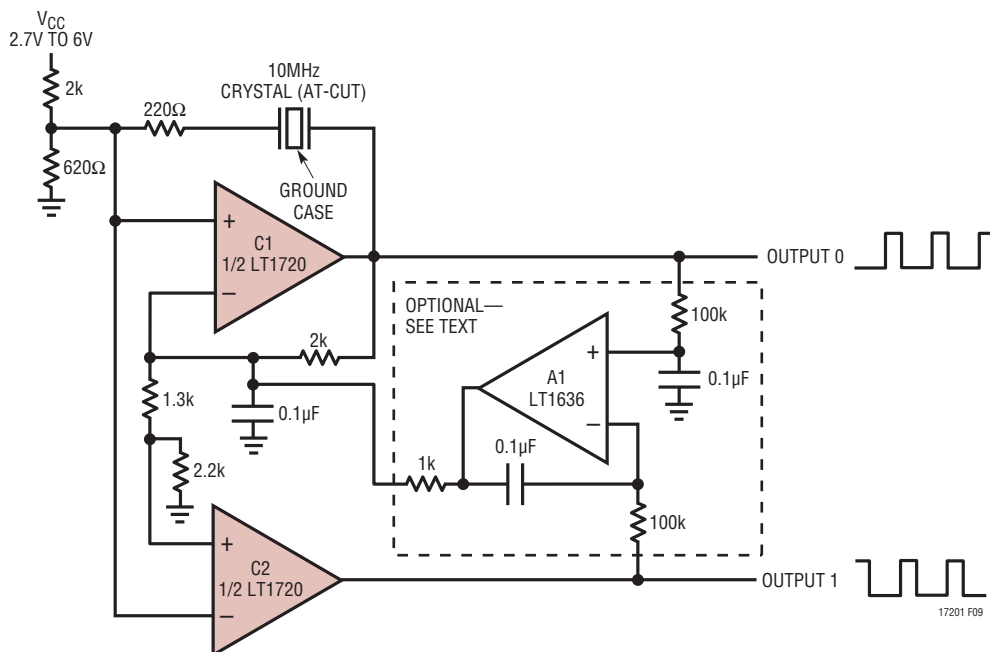 VCC
2.7V TO 6V
2k
620Ω
220Ω
10MHz
CRYSTAL (AT-CUT)
GROUND
CASE
+
C1
1/2 LT1720
−
2k
1.3k
2.2k
0.1µF
+
C2
1/2 LT1720
−
OPTIONAL—
SEE TEXT
A1
LT1636
+
−
100k
0.1µF
0.1µF
1k
100k
OUTPUT 0
OUTPUT 1
17201 F09